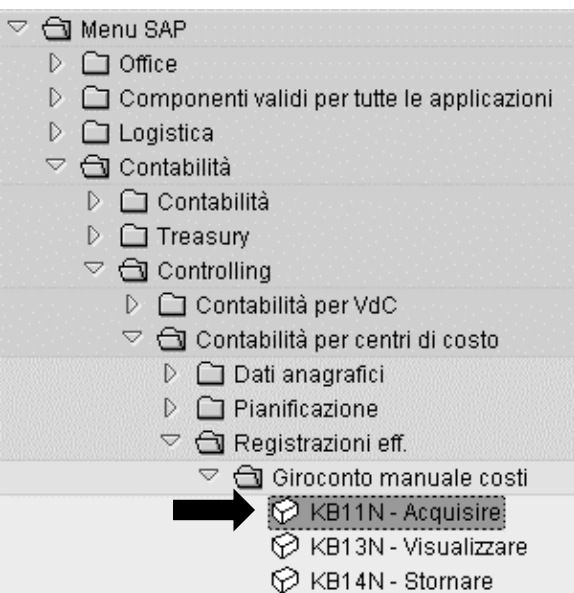 Menu SAP
Office
Componenti validi per tutte le applicazioni
Logistica
Contabilità
Contabilità
Treasury
Controlling
Contabilità per VdC
Contabilità per centri di costo
Dati anagrafici
Pianificazione
Registrazioni eff.
Giroconto manuale costi
KB11N - Acquisire
KB13N - Visualizzare
KB14N - Stornare